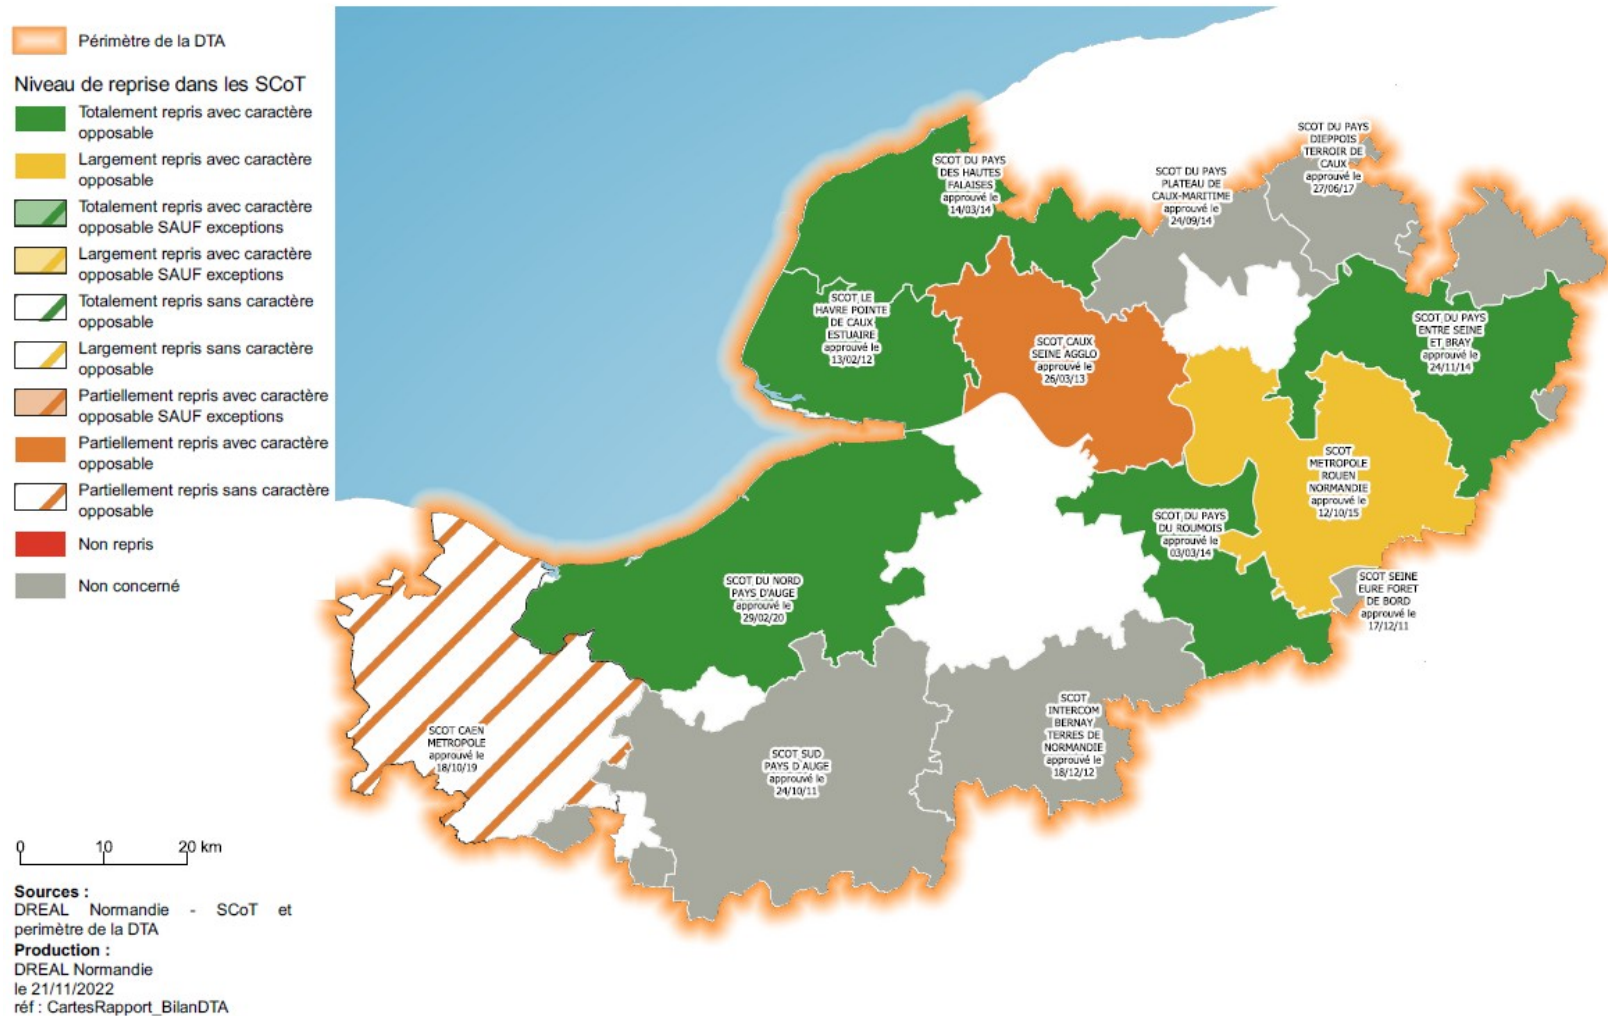 Périmètre de la DTA
Niveau de reprise dans les SCoT
Totalement repris avec caractère
opposable
Largement repris avec caractère
opposable
Totalement repris avec caractère
opposable SAUF exceptions
Largement repris avec caractère
opposable SAUF exceptions
Totalement repris sans caractère
opposable
Largement repris sans caractère
opposable
Partiellement repris avec caractère
opposable SAUF exceptions
Partiellement repris avec caractère
opposable
Partiellement repris sans caractère
opposable
Non repris
Non concerné
0 10 20 km
Sources :
DREAL Normandie - SCoT et
perimètre de la DTA
Production :
DREAL Normandie
le 21/11/2022
réf : CartesRapport_BilanDTA
SCOT DU PAYS
DES HAUTES
FALAISES
approuvé le
14/03/14
SCOT DU PAYS
PLATEAU DE
CAUX-MARITIME
approuvé le
24/09/14
SCOT DU PAYS
DIEPPOIS
TERROIR DE
CAUX
approuvé le
27/06/17
SCOT LE
HAVRE POINTE
DE CAUX
ESTUAIRE
approuvé le
13/02/12
SCOT CAUX
SEINE AGGLO
approuvé le
26/03/13
SCOT DU PAYS
ENTRE SEINE
ET BRAY
approuvé le
24/11/14
SCOT
METROPOLE
ROUEN
NORMANDIE
approuvé le
12/10/15
SCOT DU PAYS
DU ROUMOIS
approuvé le
03/03/14
SCOT DU NORD
PAYS D'AUGE
approuvé le
29/02/20
SCOT SEINE
EURE FORET
DE BORD
approuvé le
17/12/11
SCOT CAEN
METROPOLE
approuvé le
18/10/19
SCOT SUD
PAYS D AUGE
approuvé le
24/10/11
SCOT
INTERCOM
BERNAY
TERRES DE
NORMANDIE
approuvé le
18/12/12